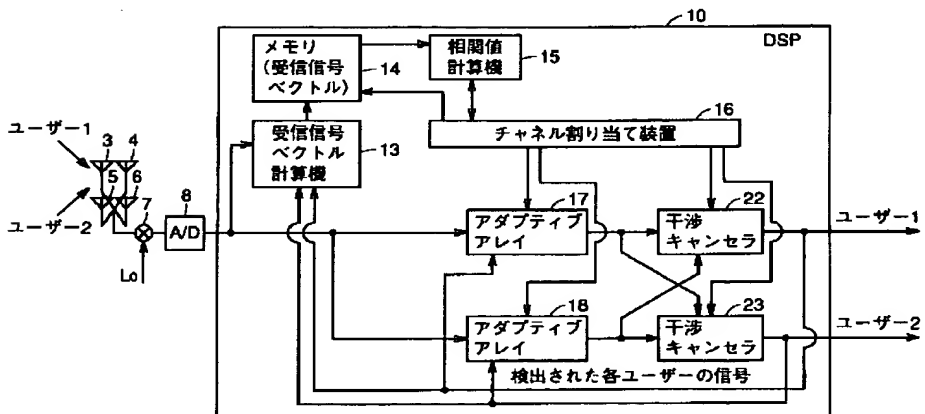 10
DSP
メモリ
(受信信号
ベクトル)
14
相関値
計算機
15
16
チャネル割り当て装置
受信信号
ベクトル
計算機
13
ユーザー1
3
4
5
6
ユーザー2
7
8
A/D
Lo
17
アダプティブ
アレイ
22
干渉
キャンセラ
ユーザー1
18
アダプティブ
アレイ
23
干渉
キャンセラ
ユーザー2
検出された各ユーザーの信号